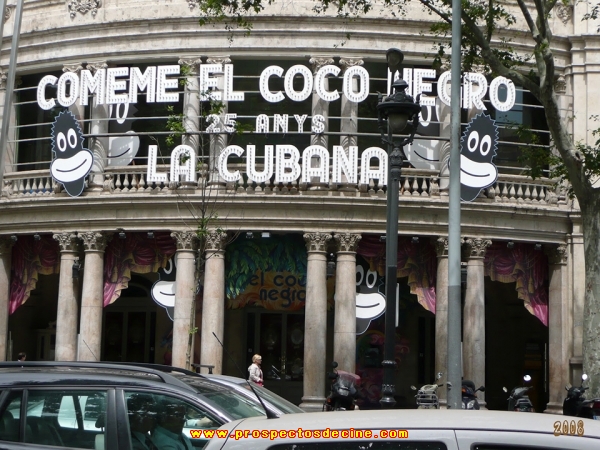 COMEME EL COCO NEGRO
25 ANYS
LA CUBANA
el coco
negro
www.prospectosdecine.com
2008